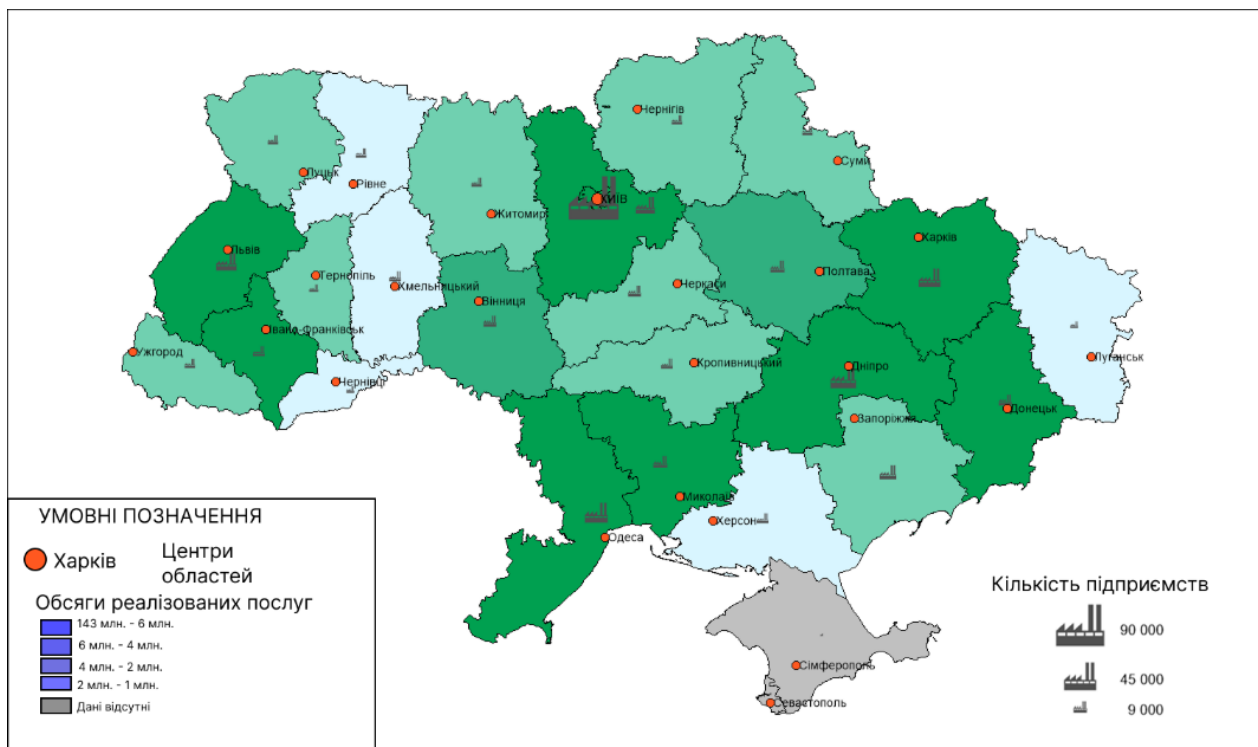 Чернігів
Суми
Луцьк
Рівне
КИЇВ
Житомир
Харків
Львів
Полтава
Тернопіль
Хмельницький
Черкаси
Вінниця
Івано-Франківськ
Ужгород
Луганськ
Кропивницький
Дніпро
Чернівці
Донецьк
Запоріжжя
Миколаїв
Херсон
Одеса
Сімферополь
Севастополь
УМОВНІ ПОЗНАЧЕННЯ
Харків
Центри
областей
Обсяги реалізованих послуг
143 млн. - 6 млн.
6 млн. - 4 млн.
4 млн. - 2 млн.
2 млн. - 1 млн.
Дані відсутні
Кількість підприємств
90 000
45 000
9 000